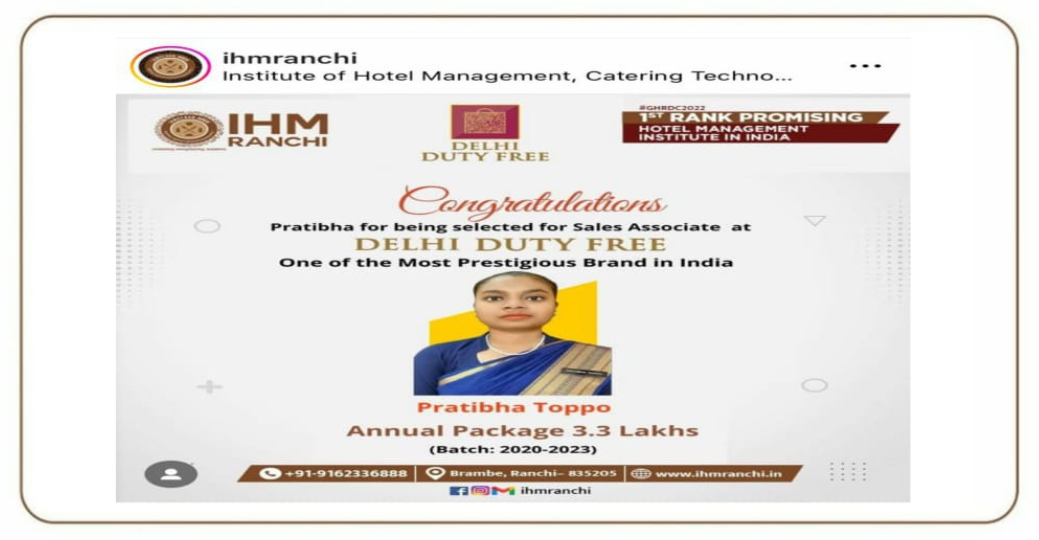 ihmranchi
Institute of Hotel Management, Catering Techno...
IHM
RANCHI
DELHI
DUTY FREE
#GHRDC2022
1ST RANK PROMISING
HOTEL MANAGEMENT
INSTITUTE IN INDIA
Congratulations
Pratibha for being selected for Sales Associate at
DELHI DUTY FREE
One of the Most Prestigious Brand in India
Pratibha Toppo
Annual Package 3.3 Lakhs
(Batch: 2020-2023)
+91-9162336888
Brambe, Ranchi– 835205
www.ihmranchi.in
ihmranchi